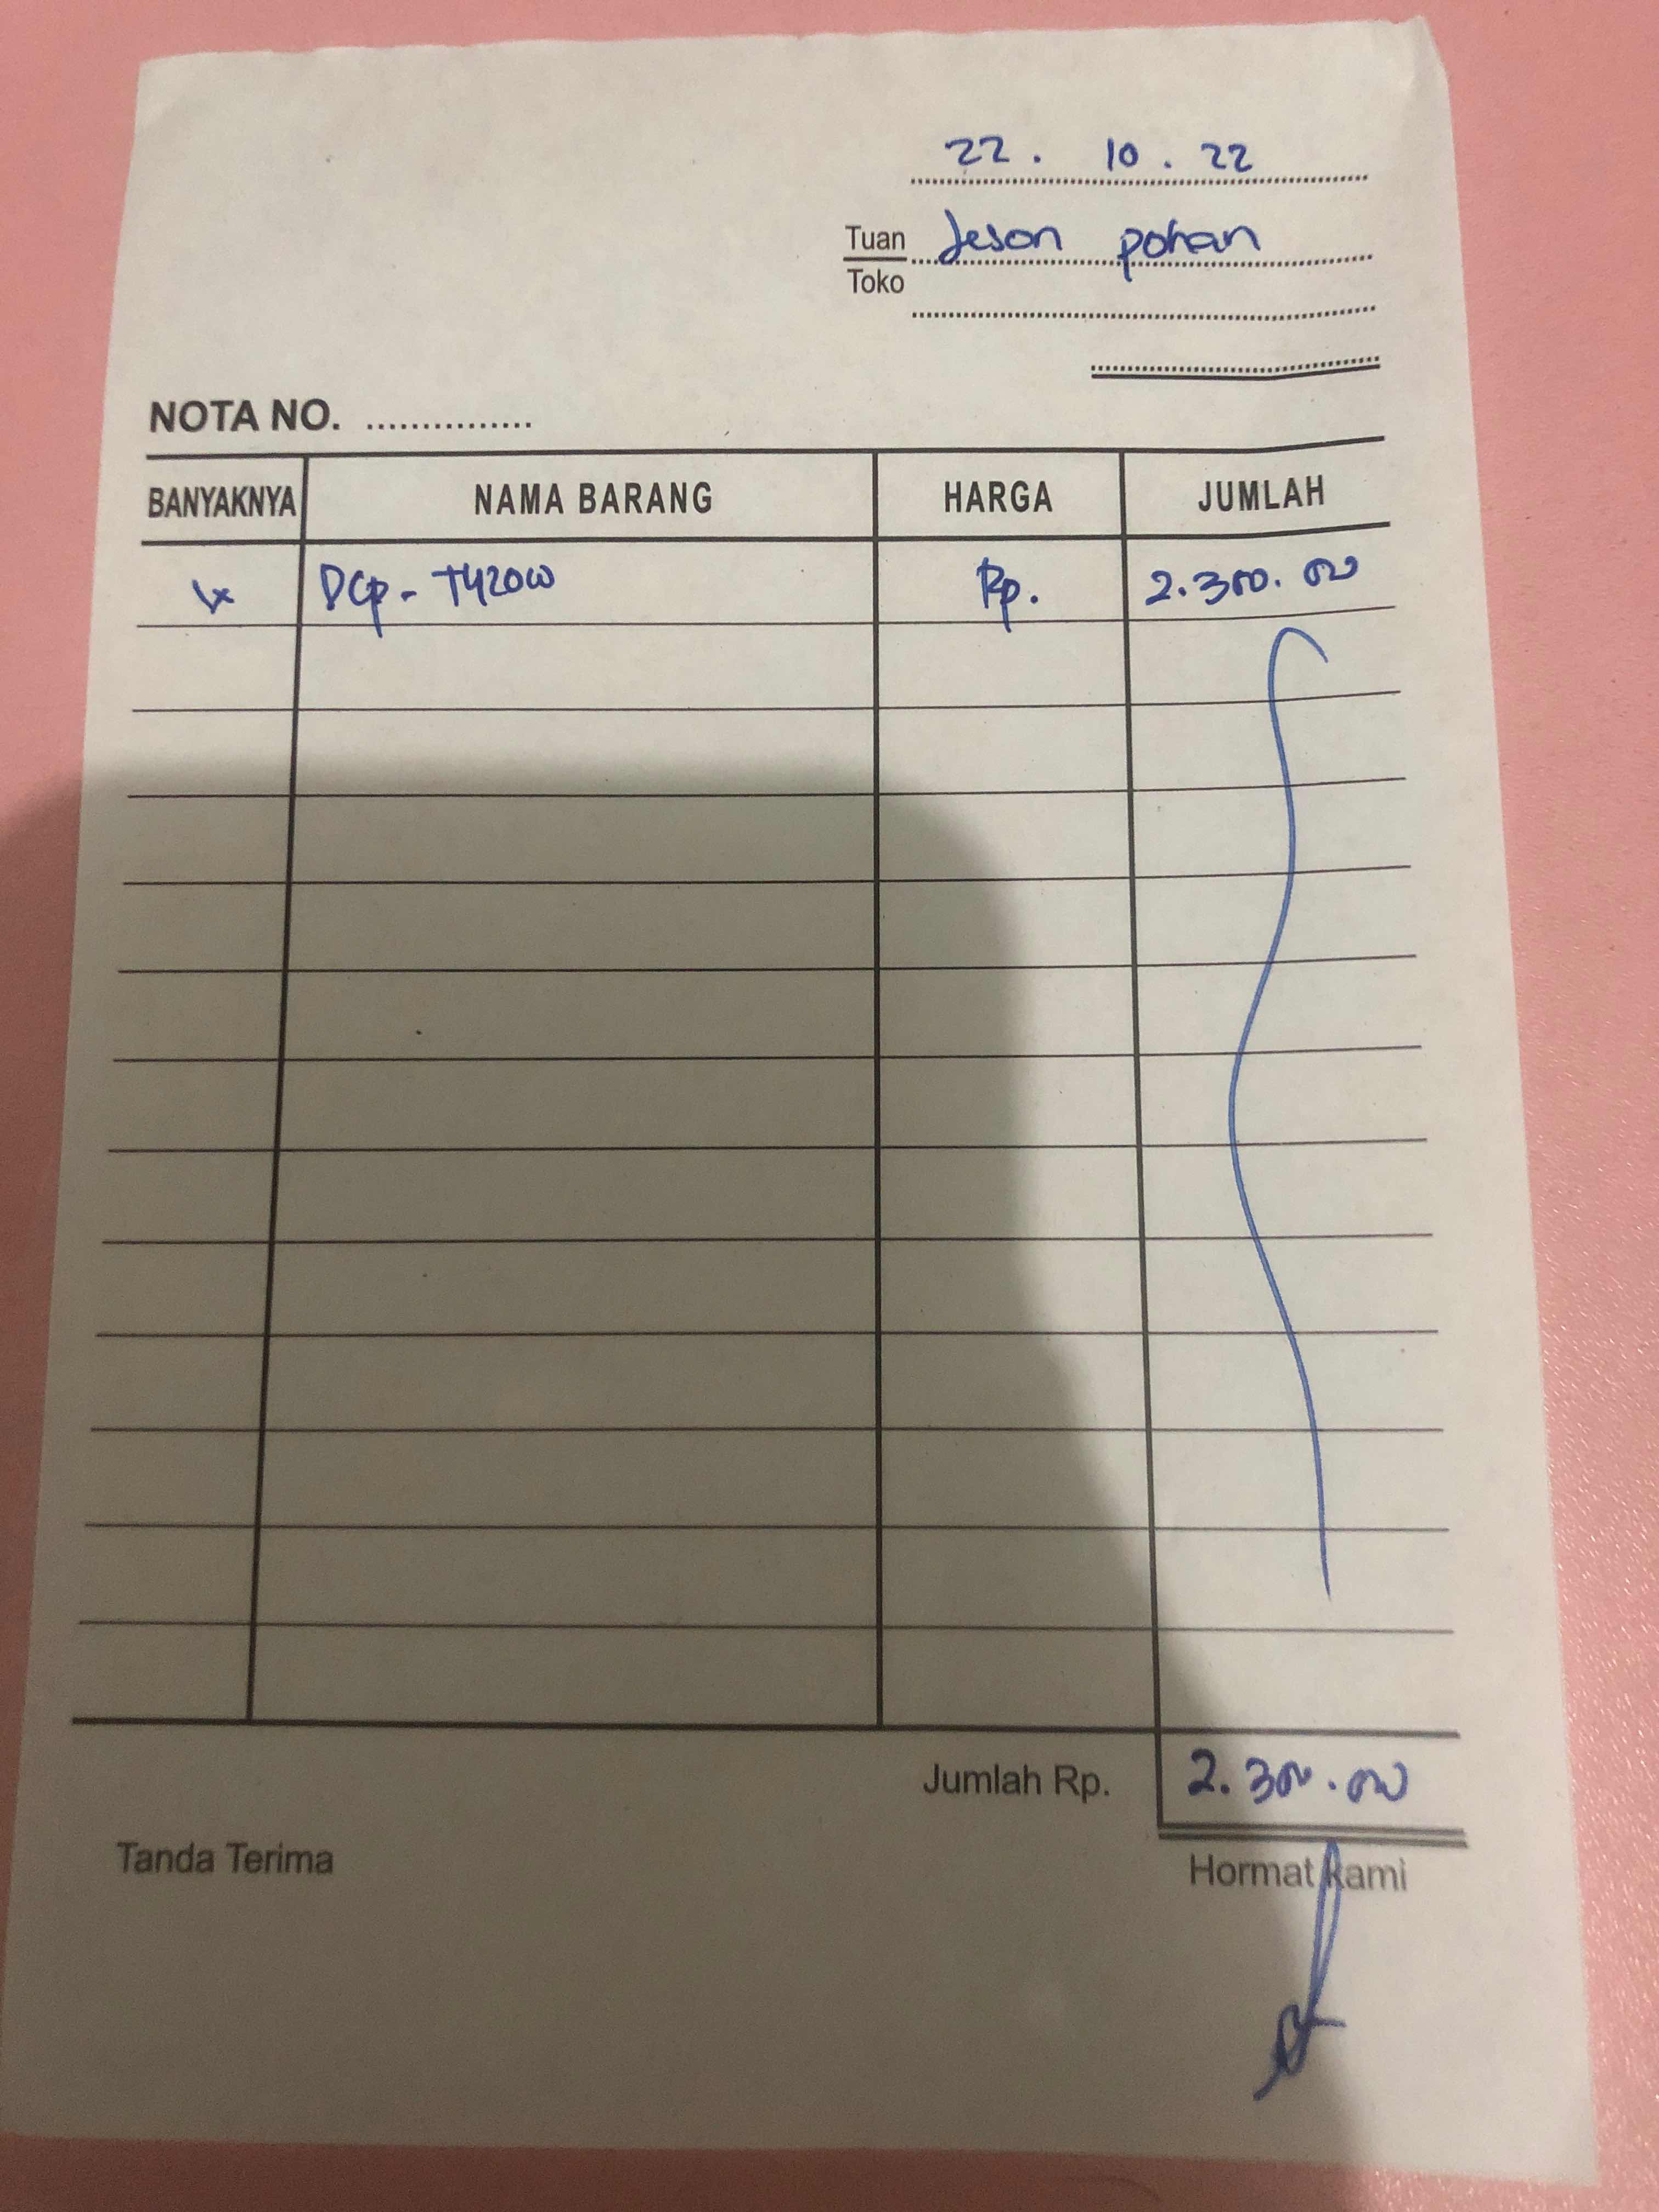 22. 10. 22
Tuan Jeson pohan
Toko
NOTA NO. ...............
BANYAKNYA NAMA BARANG HARGA JUMLAH
DCP - T420W Rp. 2.300.000
Jumlah Rp. 2.300.000
Tanda Terima Hormat Kami